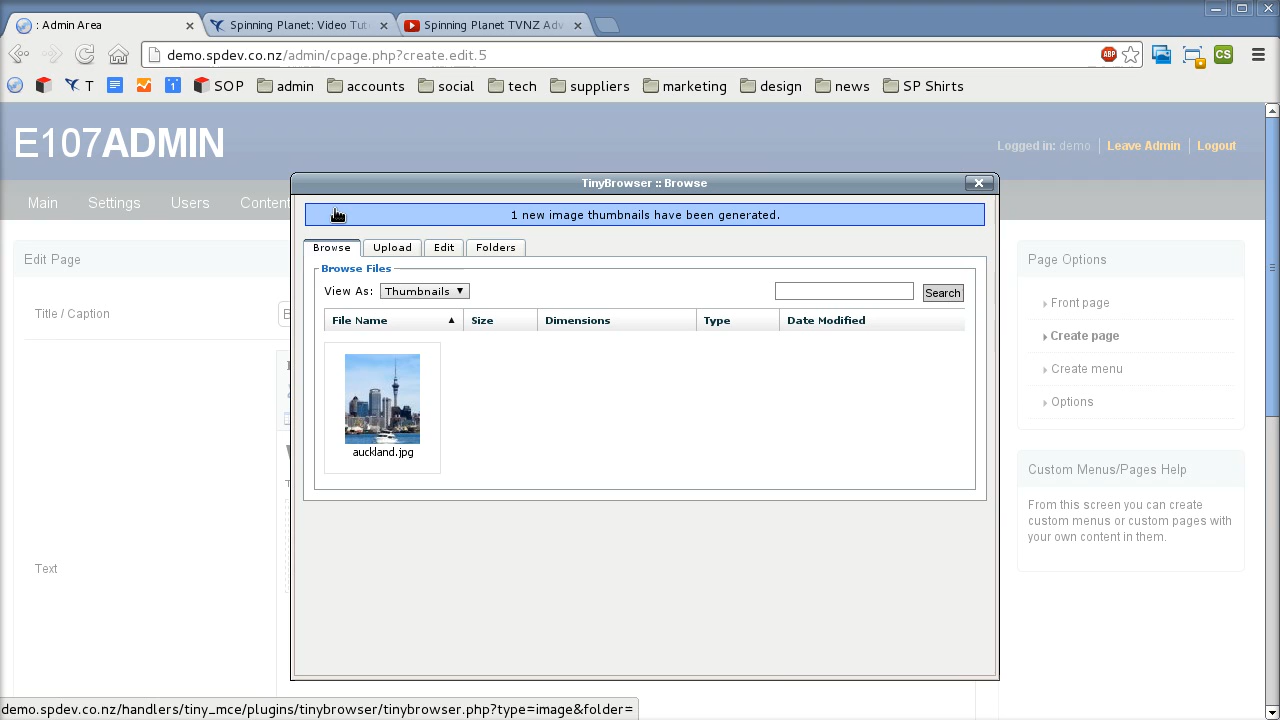 : Admin Area
Spinning Planet: Video Tut
Spinning Planet TVNZ Adv
demo.spdev.co.nz/admin/cpage.php?create.edit.5
ABP
CS
T
1
SOP
admin
accounts
social
tech
suppliers
marketing
design
news
SP Shirts
E107ADMIN
Logged in: demo
Leave Admin
Logout
Main
Settings
Users
Content
TinyBrowser :: Browse
1 new image thumbnails have been generated.
Browse
Upload
Edit
Folders
Browse Files
View As:
Thumbnails
Search
File Name
Size
Dimensions
Type
Date Modified
auckland.jpg
Edit Page
Title / Caption
Text
Page Options
Front page
Create page
Create menu
Options
Custom Menus/Pages Help
From this screen you can create
custom menus or custom pages with
your own content in them.
demo.spdev.co.nz/handlers/tiny_mce/plugins/tinybrowser/tinybrowser.php?type=image&folder=